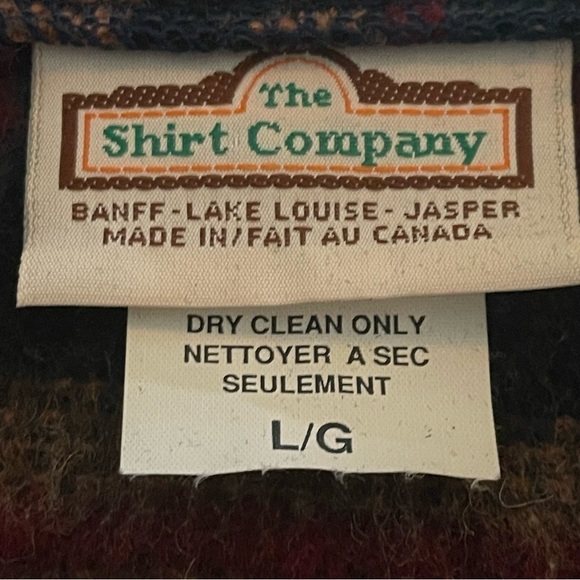 The
Shirt Company
BANFF-LAKE LOUISE-JASPER
MADE IN/FAIT AU CANADA
DRY CLEAN ONLY
NETTOYER A SEC
SEULEMENT
L/G